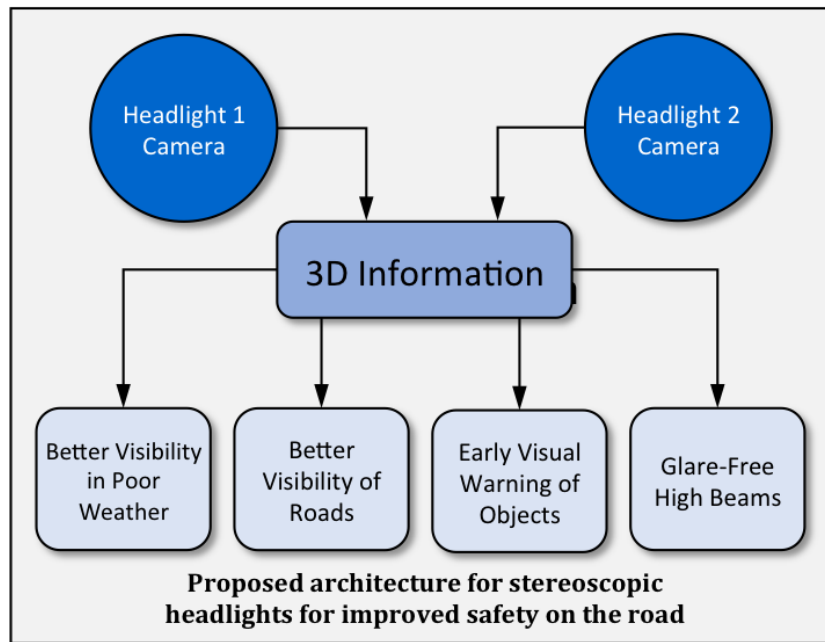 Headlight 1
Camera
Headlight 2
Camera
3D Information
Better Visibility
in Poor
Weather
Better
Visibility of
Roads
Early Visual
Warning of
Objects
Glare-Free
High Beams
Proposed architecture for stereoscopic
headlights for improved safety on the road